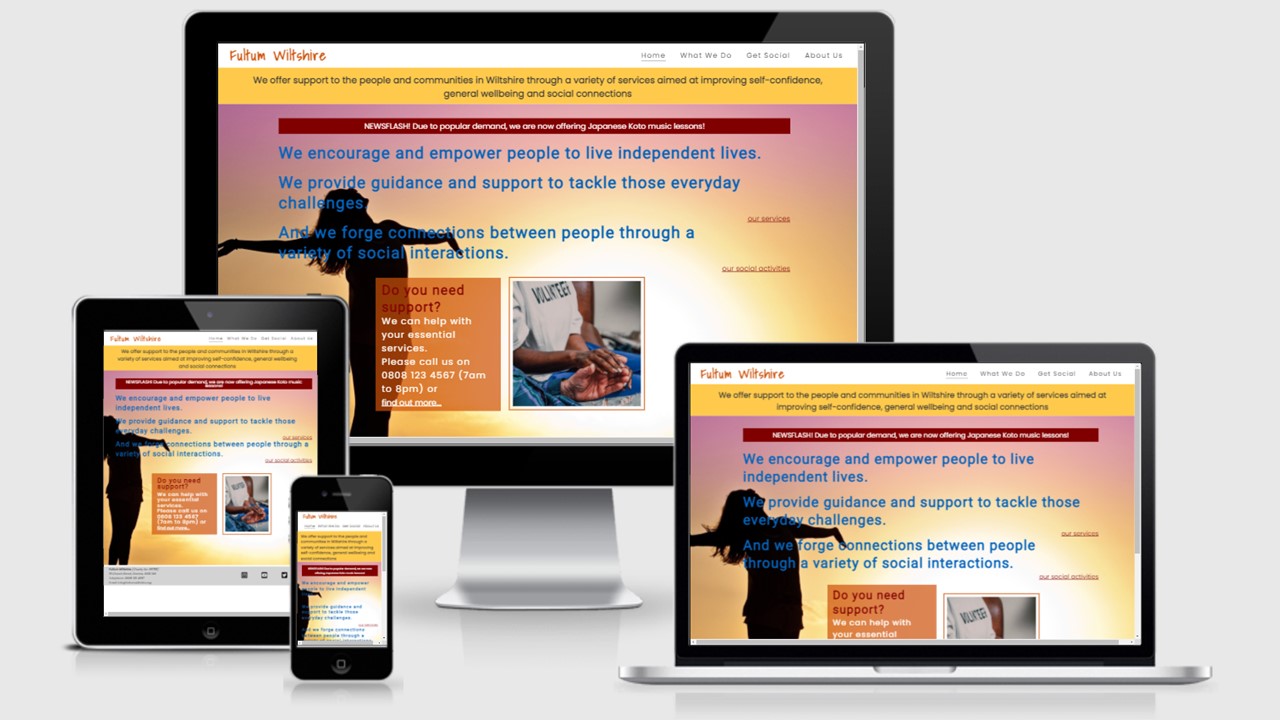 Fultum Wiltshire
Home What We Do Get Social About Us
We offer support to the people and communities in Wiltshire through a variety of services aimed at improving self-confidence,
general wellbeing and social connections
NEWSFLASH! Due to popular demand, we are now offering Japanese Koto music lessons!
We encourage and empower people to live independent lives.
We provide guidance and support to tackle those everyday
challenges.
our services
And we forge connections between people through a
variety of social interactions.
our social activities
Do you need
support?
We can help with
your essential
services.
Please call us on
0808 123 4567 (7am
to 8pm) or
find out more...
VOLUNTEER
Fultum Wiltshire
Home What We Do Get Social About Us
We offer support to the people and communities in Wiltshire through a
variety of services aimed at improving self-confidence, general wellbeing
and social connections
NEWSFLASH! Due to popular demand, we are now offering Japanese Koto music
lessons!
We encourage and empower people to live
independent lives.
We provide guidance and support to tackle those
everyday challenges.
our services
And we forge connections between people through a
variety of social interactions.
our social activities
Do you need
support?
We can help with
your essential
services.
Please call us on
0808 123 4567
(7am to 8pm) or
find out more...
Fultum Wiltshire
Home What We Do Get Social About Us
We offer support to the people and
communities in Wiltshire through a
variety of services aimed at improving
self-confidence, general wellbeing and
social connections
NEWSFLASH! Due to popular demand, we are now
offering Japanese Koto music lessons!
We encourage and empower
people to live independent
lives.
We provide guidance and
support to tackle those
everyday challenges.
our services
And we forge connections
between people through a
variety of social interactions.
Fultum Wiltshire
Home What We Do Get Social About Us
We offer support to the people and communities in Wiltshire through a variety of services aimed at
improving self-confidence, general wellbeing and social connections
NEWSFLASH! Due to popular demand, we are now offering Japanese Koto music lessons!
We encourage and empower people to live
independent lives.
We provide guidance and support to tackle those
everyday challenges.
our services
And we forge connections between people
through a variety of social interactions.
our social activities
Do you need
support?
We can help with
your essential
VOLUNTEER